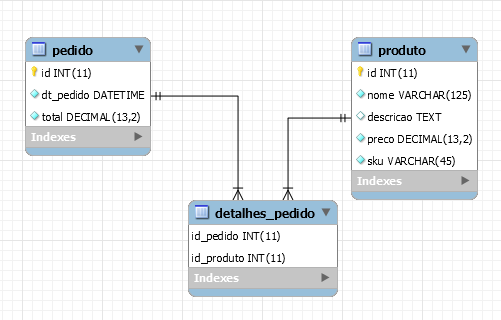 pedido
id INT(11)
dt_pedido DATETIME
total DECIMAL(13,2)
Indexes
produto
id INT(11)
nome VARCHAR(125)
descricao TEXT
preco DECIMAL(13,2)
sku VARCHAR(45)
Indexes
detalhes_pedido
id_pedido INT(11)
id_produto INT(11)
Indexes